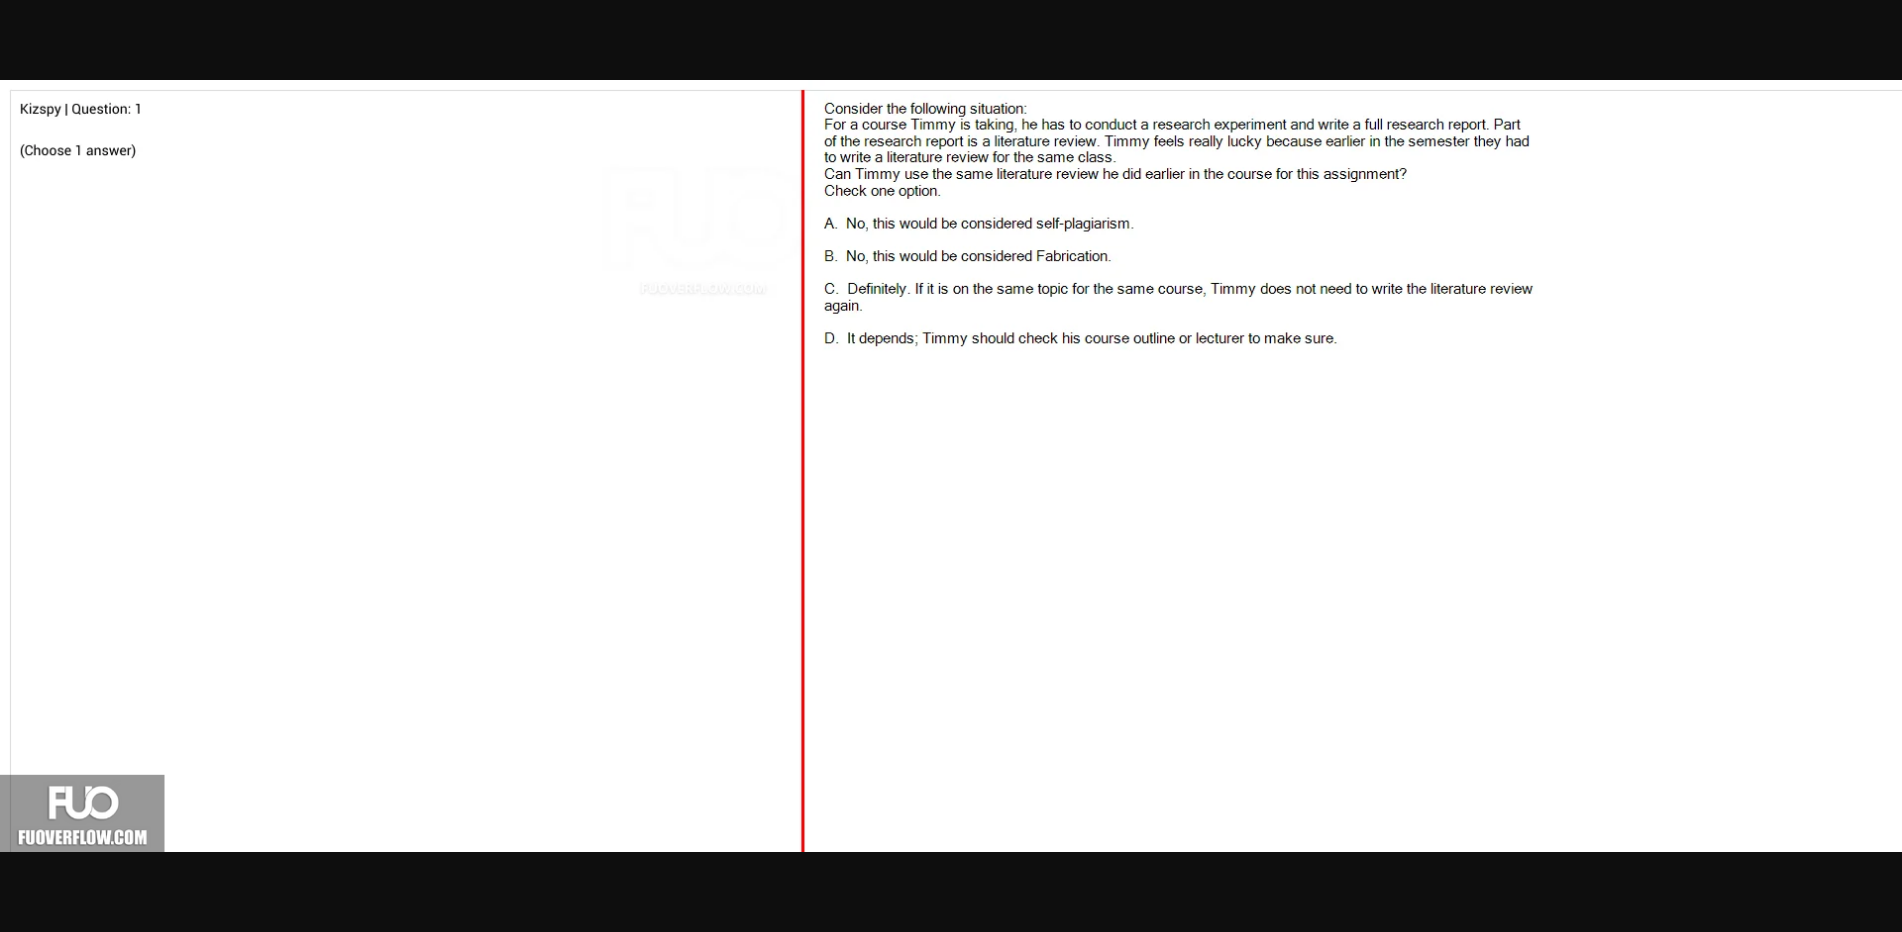 Kizspy | Question: 1
(Choose 1 answer)
Consider the following situation:
For a course Timmy is taking, he has to conduct a research experiment and write a full research report. Part
of the research report is a literature review. Timmy feels really lucky because earlier in the semester they had
to write a literature review for the same class.
Can Timmy use the same literature review he did earlier in the course for this assignment?
Check one option.
A. No, this would be considered self-plagiarism.
B. No, this would be considered Fabrication.
C. Definitely. If it is on the same topic for the same course, Timmy does not need to write the literature review
again.
D. It depends; Timmy should check his course outline or lecturer to make sure.
FUO
FUOVERFLOW.COM
FUO
FUOVERFLOW.COM